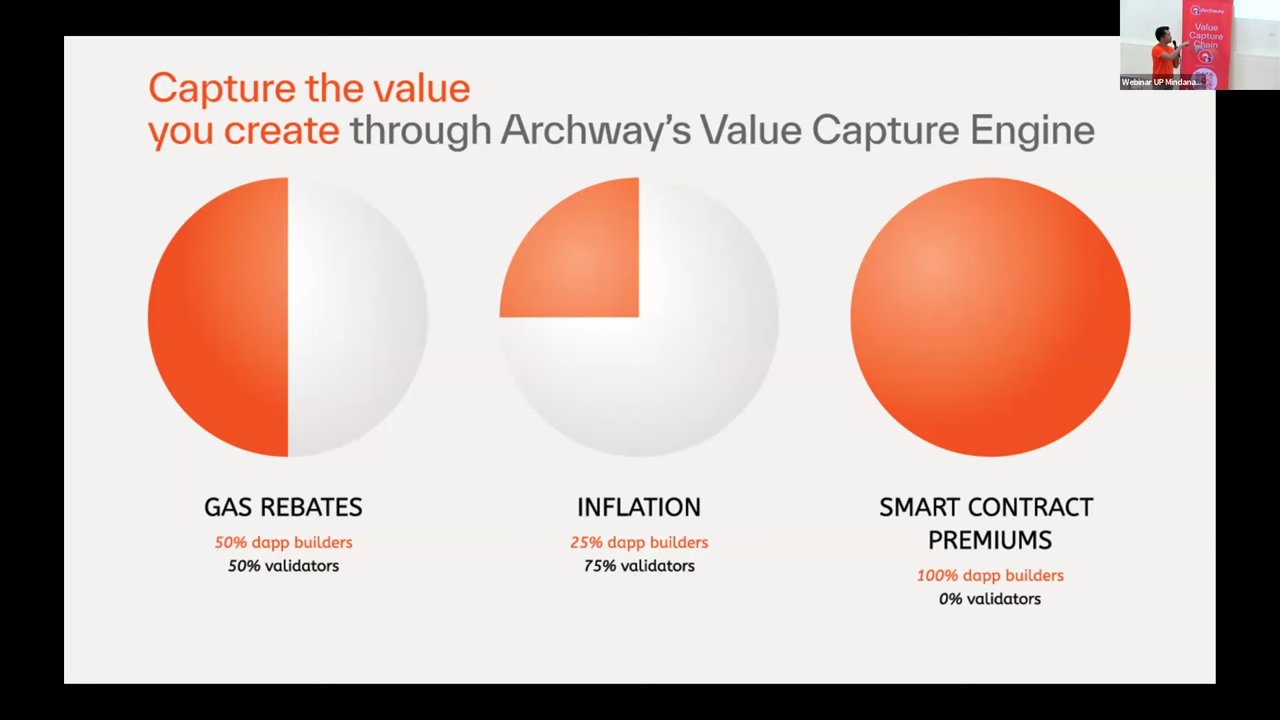 Capture the value
you create through Archway's Value Capture Engine
GAS REBATES
50% dapp builders
50% validators
INFLATION
25% dapp builders
75% validators
SMART CONTRACT
PREMIUMS
100% dapp builders
0% validators
Archway
Value
Capture
Chain
Webinar UP Mindana...